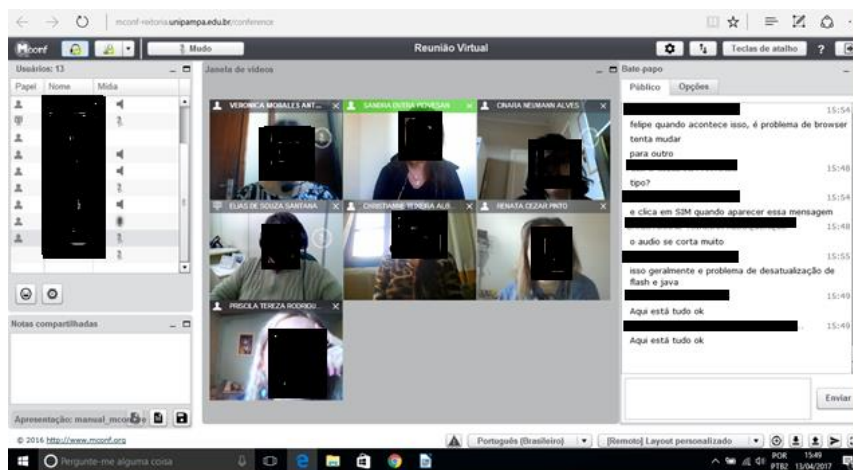 mconf-reitoria.unipampa.edu.br/conference
Mconf
Mudo
Reunião Virtual
Teclas de atalho
?
Usuários: 13
Papel Nome Mídia
Janela de vídeos
VERONICA MORALES ANT...
CINARA NEUMANN ALVES
ELIAS DE SOUZA SANTANA
CHRISTIANNE TEIXEIRA ALB...
RENATA CEZAR PINTO
PRISCILA TEREZA RODRIGU...
Notas compartilhadas
Apresentação:
© 2016 http://www.mconf.org
Bate-papo
Público Opções
15:54
felipe quando acontece isso, é problema de browser
tenta mudar
para outro
15:48
tipo?
15:54
e clica em SIM quando aparecer essa mensagem
15:48
o audio se corta muito
15:55
isso geralmente e problema de desatualização de
flash e java
15:49
Aqui está tudo ok
15:49
Aqui está tudo ok
Enviar
Português (Brasileiro)
[Remoto] Layout personalizado
Pergunte-me alguma coisa
POR
PTB2
15:49
13/04/2017